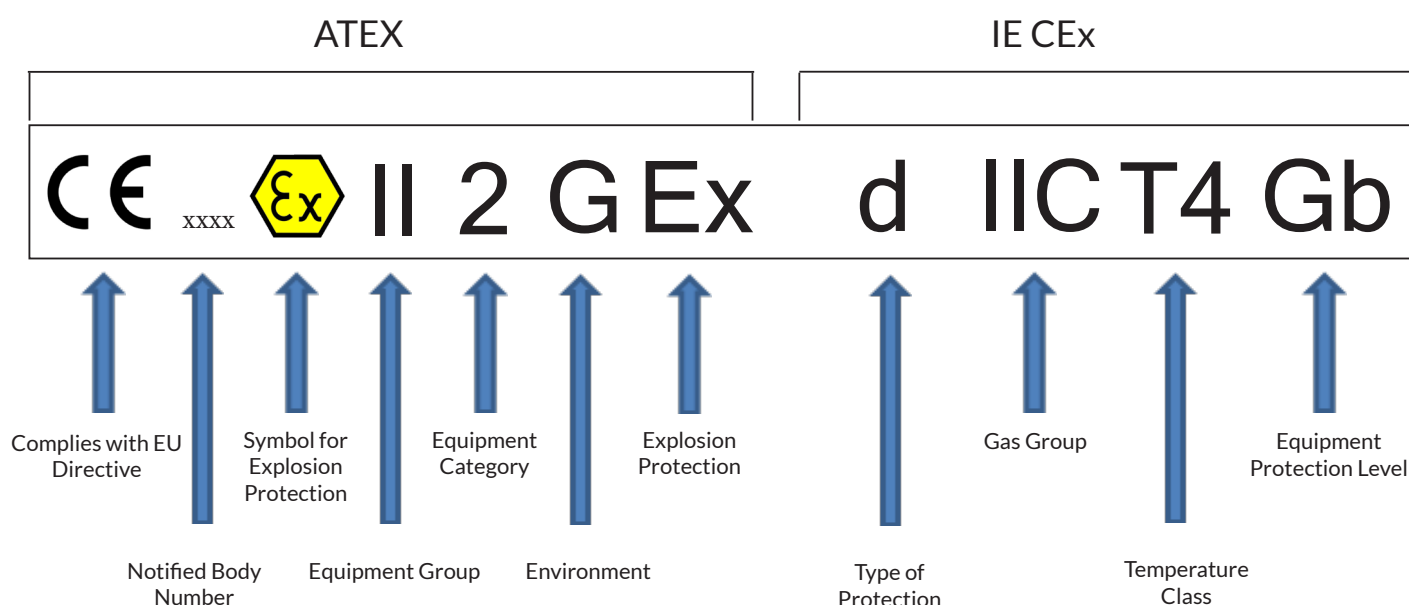 ATEX
IE CEx
CE xxxx Ex II 2 G Ex d IIC T4 Gb
Complies with EU
Directive
Symbol for
Explosion
Protection
Equipment
Category
Explosion
Protection
Gas Group
Equipment
Protection Level
Notified Body
Number
Equipment Group
Environment
Type of
Protection
Temperature
Class